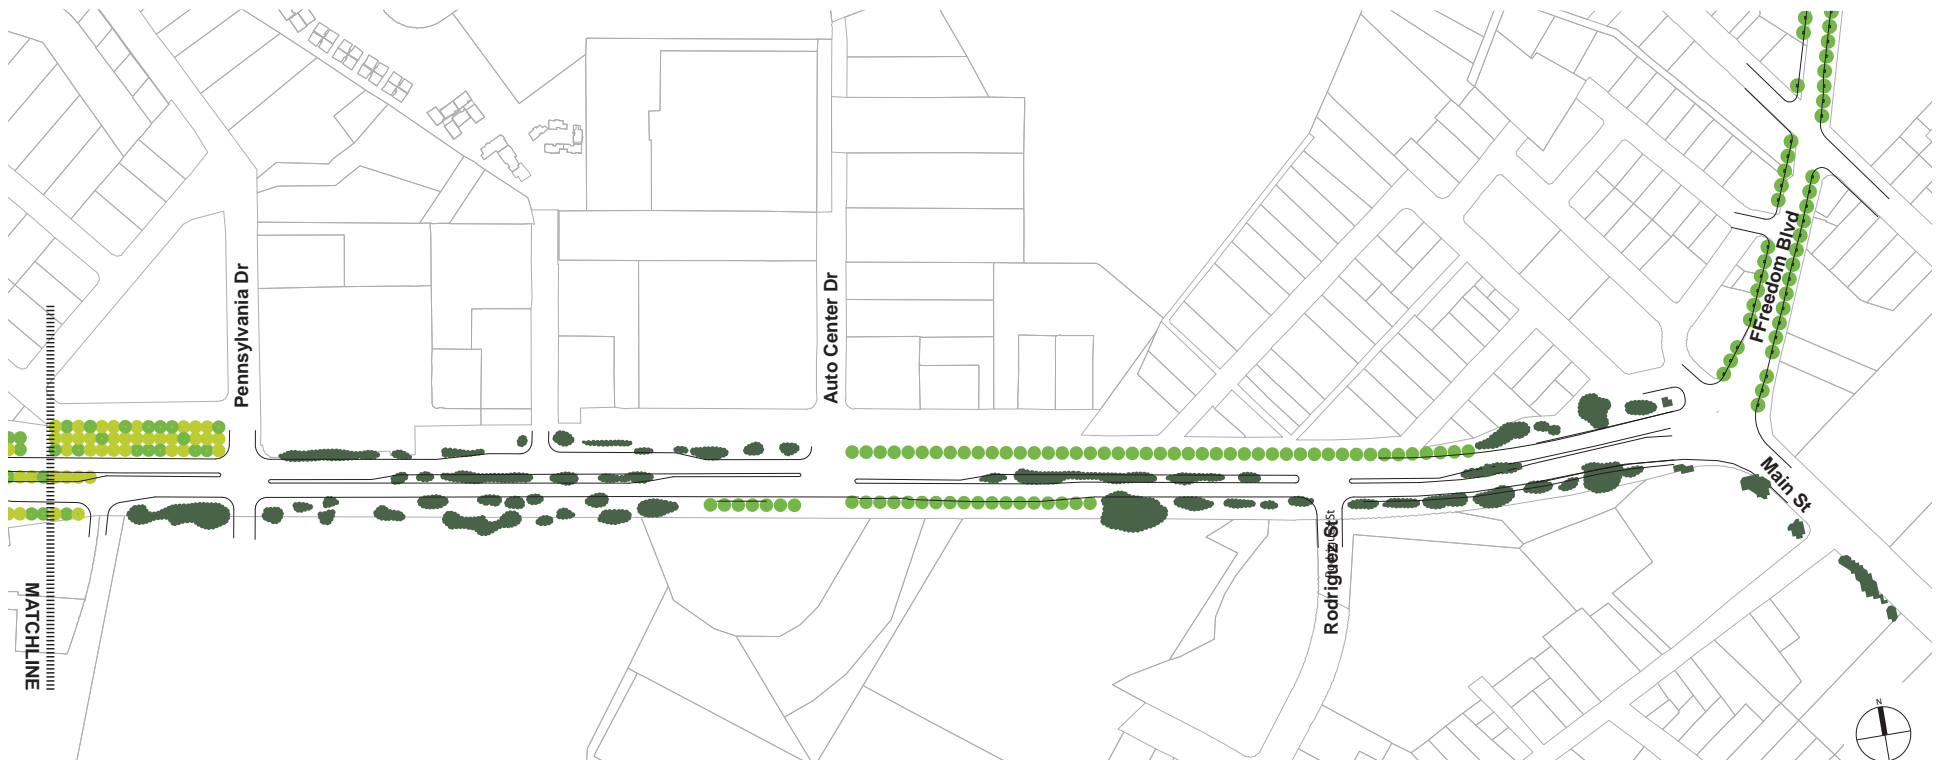 Pennsylvania Dr
Auto Center Dr
FFreedom Blvd
Main St
Rodriguez St
MATCHLINE
N